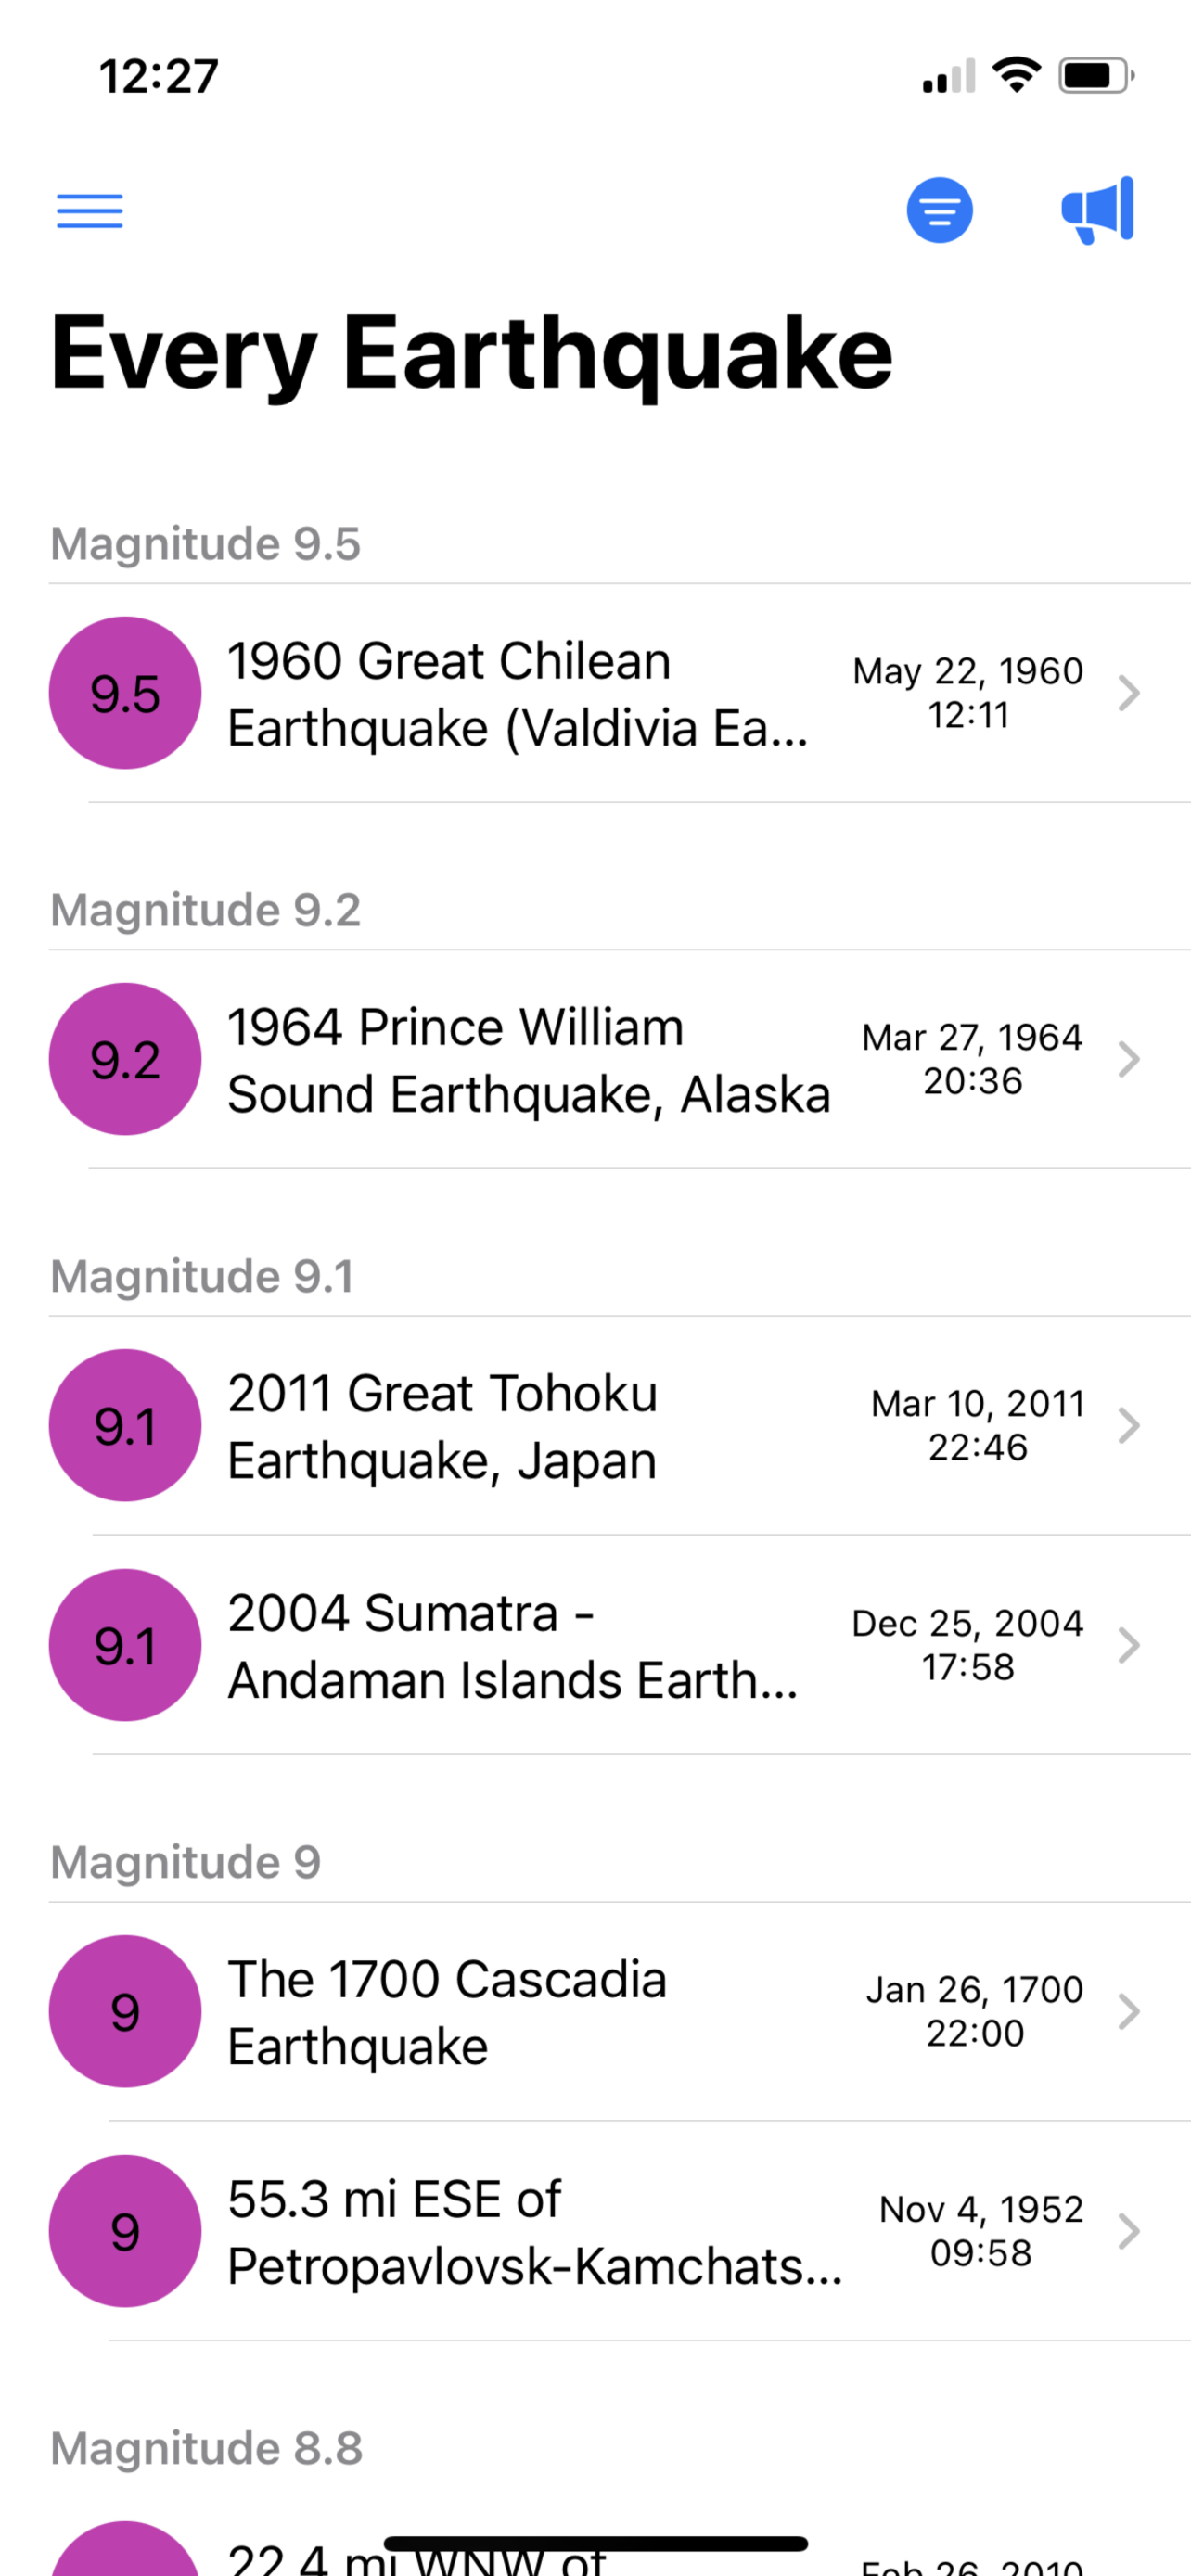 12:27
Every Earthquake
Magnitude 9.5
9.5
1960 Great Chilean
Earthquake (Valdivia Ea...
May 22, 1960
12:11
Magnitude 9.2
9.2
1964 Prince William
Sound Earthquake, Alaska
Mar 27, 1964
20:36
Magnitude 9.1
9.1
2011 Great Tohoku
Earthquake, Japan
Mar 10, 2011
22:46
9.1
2004 Sumatra -
Andaman Islands Earth...
Dec 25, 2004
17:58
Magnitude 9
9
The 1700 Cascadia
Earthquake
Jan 26, 1700
22:00
9
55.3 mi ESE of
Petropavlovsk-Kamchats...
Nov 4, 1952
09:58
Magnitude 8.8
22.4 mi WNW of
Feb 26, 2010